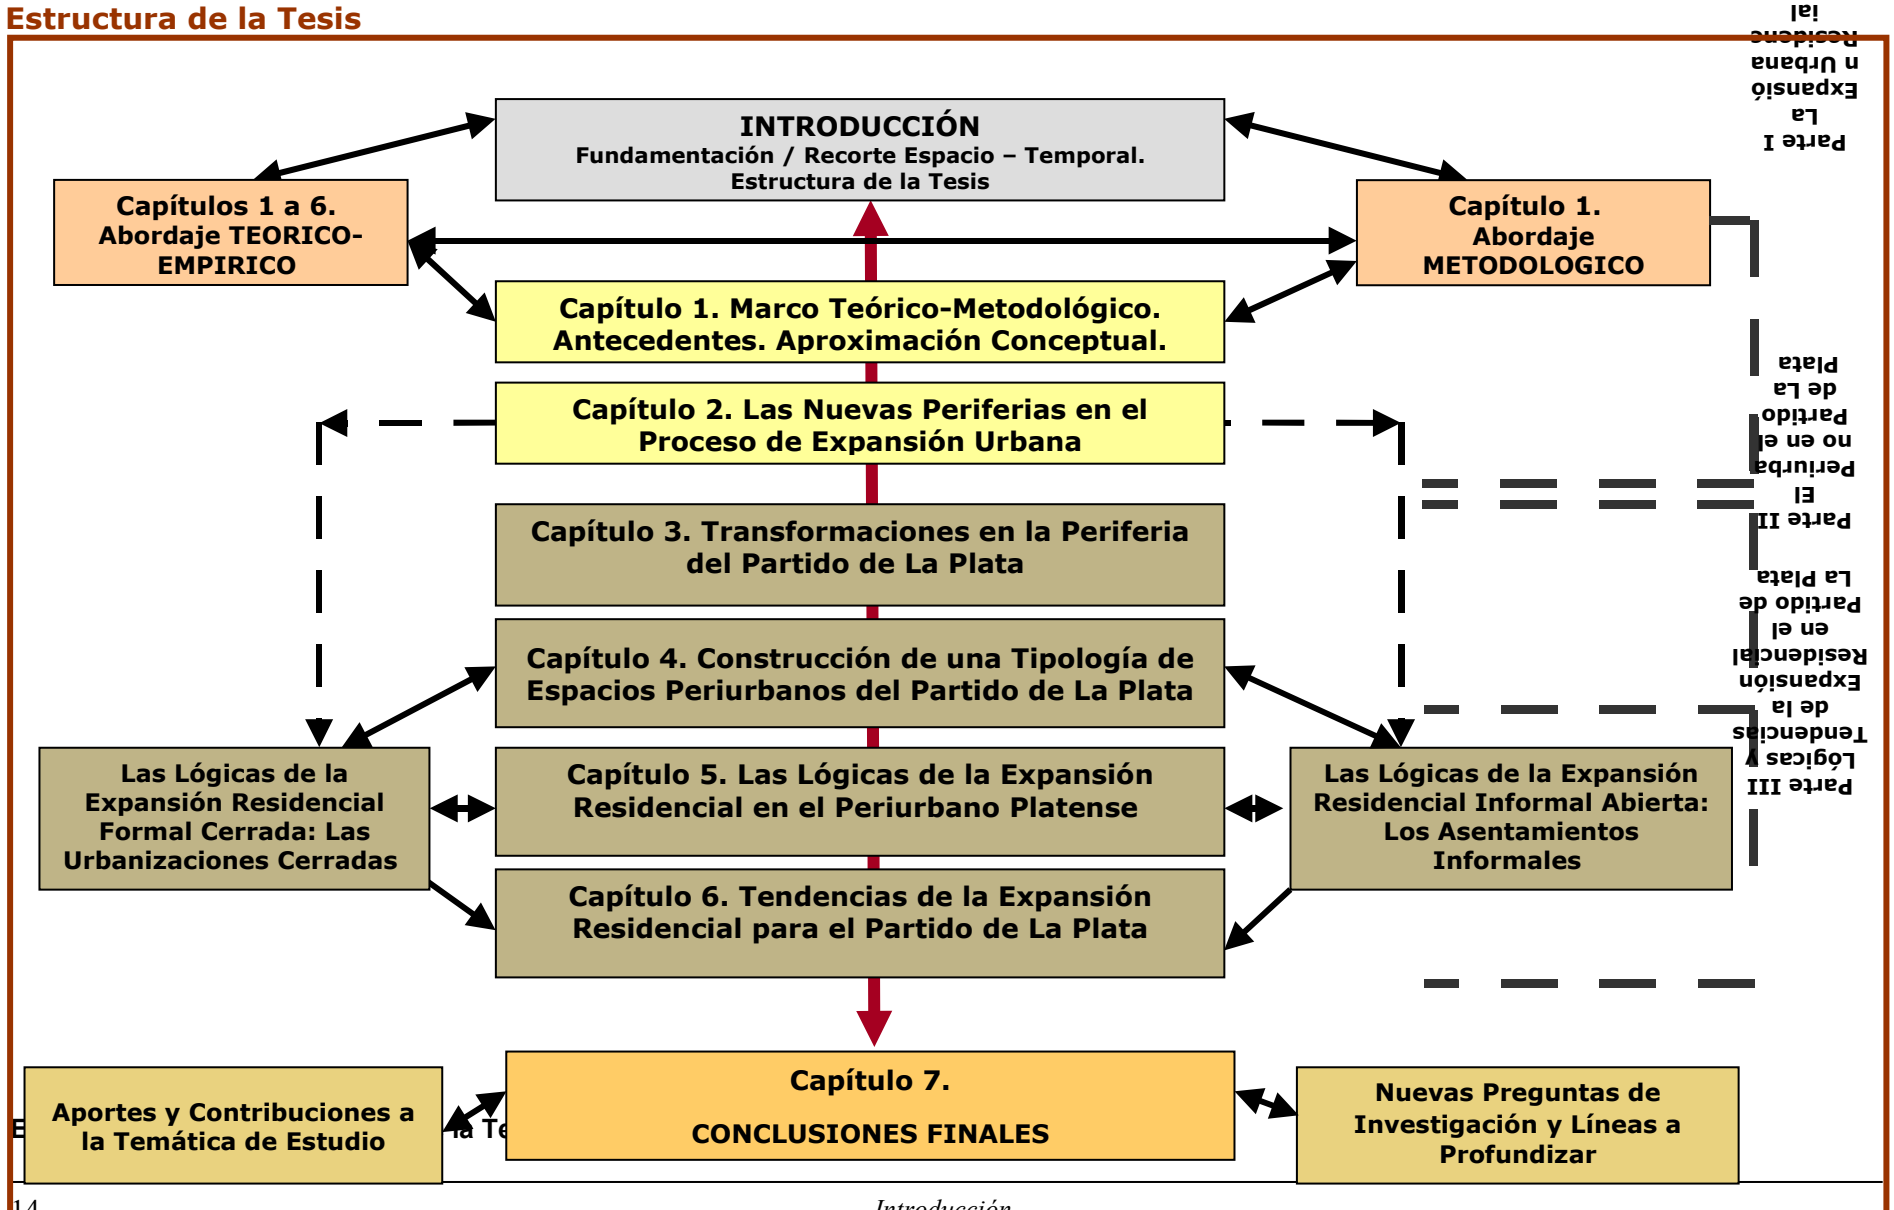 Estructura de la Tesis
INTRODUCCIÓN
Fundamentación / Recorte Espacio – Temporal.
Estructura de la Tesis
Capítulos 1 a 6.
Abordaje TEORICO-
EMPIRICO
Capítulo 1.
Abordaje
METODOLOGICO
Capítulo 1. Marco Teórico-Metodológico.
Antecedentes. Aproximación Conceptual.
Capítulo 2. Las Nuevas Periferias en el
Proceso de Expansión Urbana
Capítulo 3. Transformaciones en la Periferia
del Partido de La Plata
Capítulo 4. Construcción de una Tipología de
Espacios Periurbanos del Partido de La Plata
Las Lógicas de la
Expansión Residencial
Formal Cerrada: Las
Urbanizaciones Cerradas
Capítulo 5. Las Lógicas de la Expansión
Residencial en el Periurbano Platense
Las Lógicas de la Expansión
Residencial Informal Abierta:
Los Asentamientos
Informales
Capítulo 6. Tendencias de la Expansión
Residencial para el Partido de La Plata
Capítulo 7.
CONCLUSIONES FINALES
Aportes y Contribuciones a
la Temática de Estudio
Nuevas Preguntas de
Investigación y Líneas a
Profundizar
Parte I
La
Expansió
n Urbana
Residenc
ial
Parte II
El
Periurba
no en el
Partido
de La
Plata
Parte III
Lógicas y
Tendencias
de la
Expansión
Residencial
en el
Partido de
La Plata
E la Te
14 Introducción